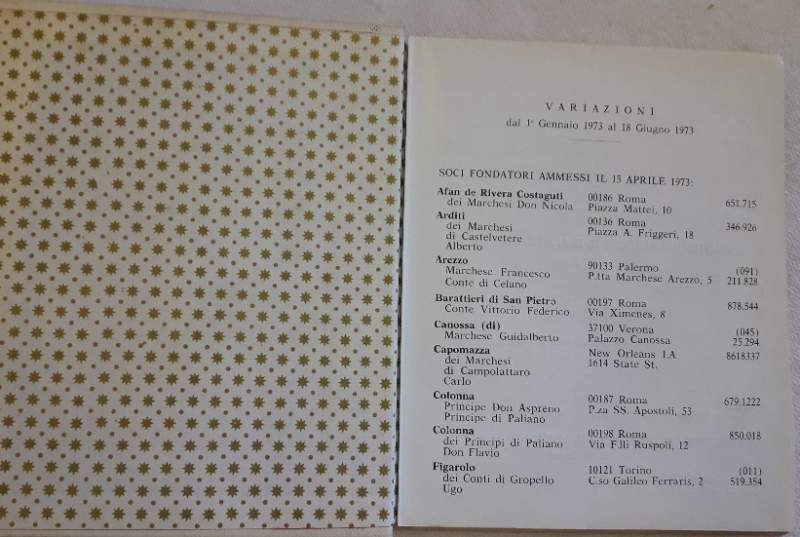 VARIAZIONI
dal 1º Gennaio 1973 al 18 Giugno 1973
SOCI FONDATORI AMMESSI IL 15 APRILE 1973:
Afan de Rivera Costaguti 00186 Roma
dei Marchesi Don Nicola Piazza Mattei, 10 651.715
Arditi 00136 Roma
dei Marchesi Piazza A. Friggeri, 18 346.926
di Castelvetere
Alberto
Arezzo 90133 Palermo (091)
Marchese Francesco P.tta Marchese Arezzo, 5 211.828
Conte di Celano
Barattieri di San Pietro 00197 Roma 878.544
Conte Vittorio Federico Via Ximenes, 8
Canossa (di) 37100 Verona (045)
Marchese Guidalberto Palazzo Canossa 25.294
Capomazza New Orleans LA 8618337
dei Marchesi 1614 State St.
di Campolattaro
Carlo
Colonna 00187 Roma 679.1222
Principe Don Aspreno P.za SS. Apostoli, 53
Principe di Paliano
Colonna 00198 Roma 850.018
dei Principi di Paliano Via F.lli Ruspoli, 12
Don Flavio
Figarolo 10121 Torino (011)
dei Conti di Gropello C.so Galileo Ferraris, 2 519.384
Ugo